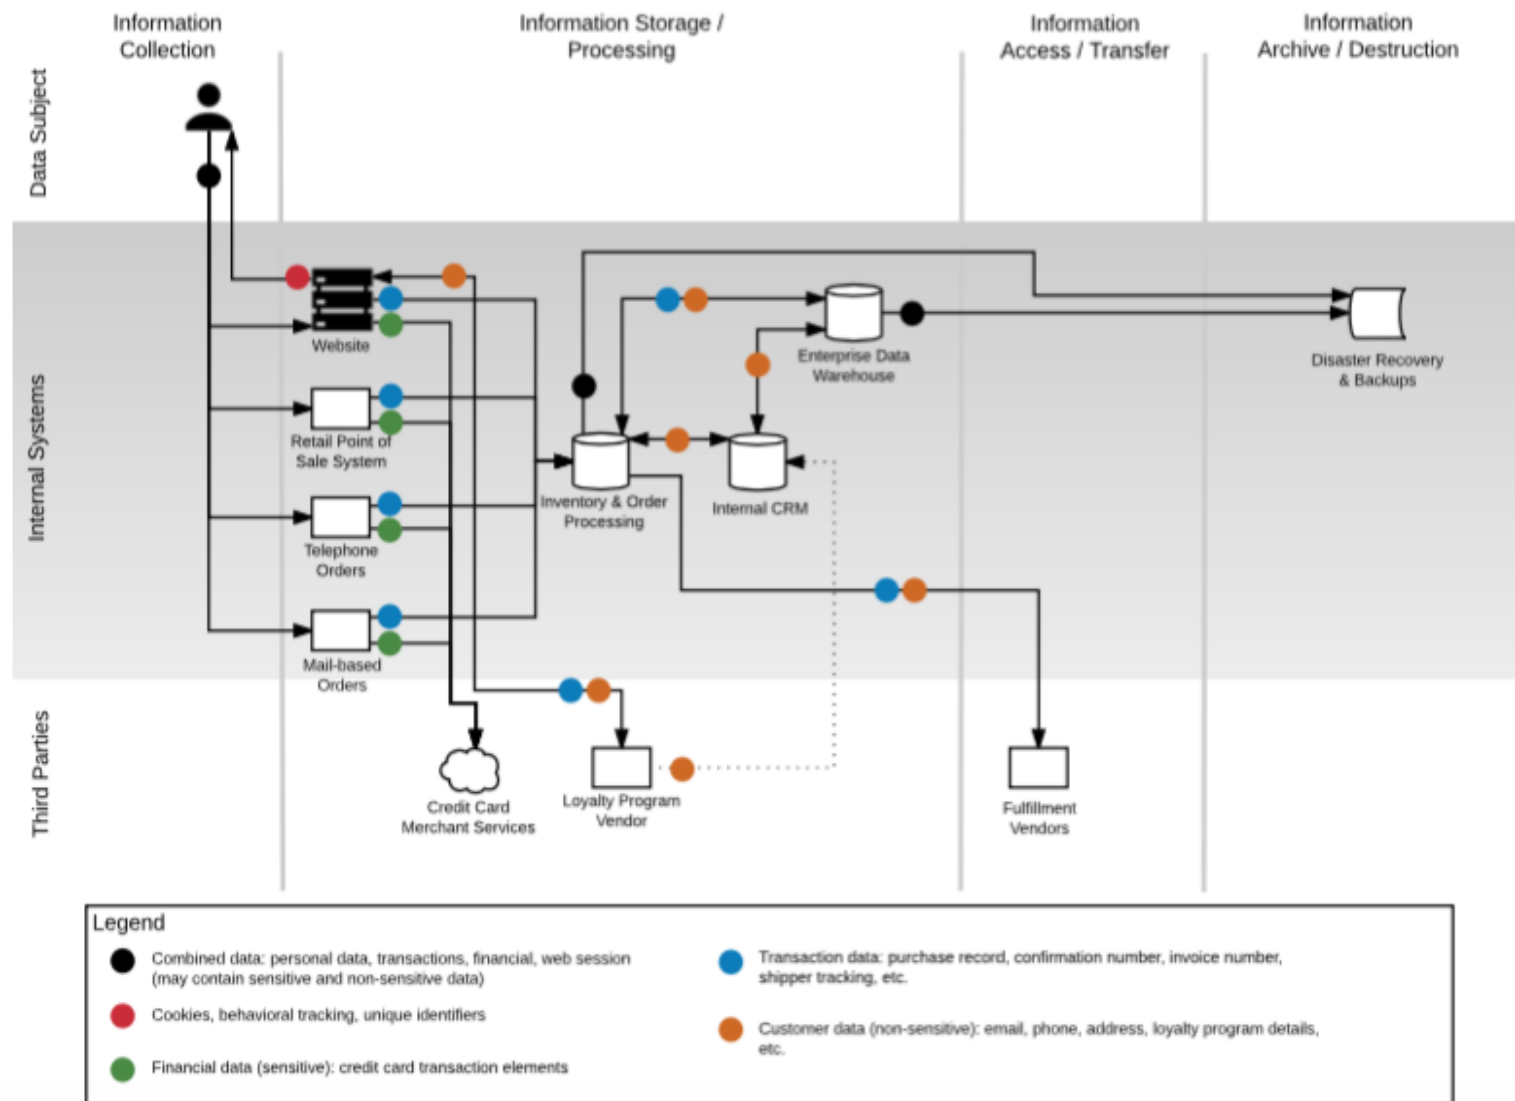 Information
Collection
Information Storage /
Processing
Information
Access / Transfer
Information
Archive / Destruction
Data Subject
Internal Systems
Third Parties
Website
Retail Point of
Sale System
Telephone
Orders
Mail-based
Orders
Inventory & Order
Processing
Internal CRM
Enterprise Data
Warehouse
Disaster Recovery
& Backups
Credit Card
Merchant Services
Loyalty Program
Vendor
Fulfillment
Vendors
Legend
Combined data: personal data, transactions, financial, web session
(may contain sensitive and non-sensitive data)
Cookies, behavioral tracking, unique identifiers
Financial data (sensitive): credit card transaction elements
Transaction data: purchase record, confirmation number, invoice number,
shipper tracking, etc.
Customer data (non-sensitive): email, phone, address, loyalty program details,
etc.